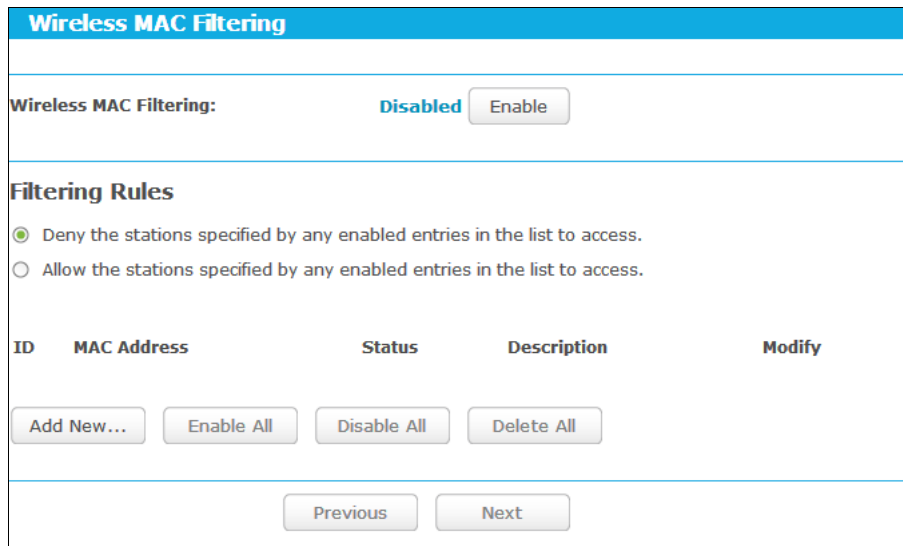 Wireless MAC Filtering
Wireless MAC Filtering: Disabled Enable
Filtering Rules
Deny the stations specified by any enabled entries in the list to access.
Allow the stations specified by any enabled entries in the list to access.
ID MAC Address Status Description Modify
Add New... Enable All Disable All Delete All
Previous Next